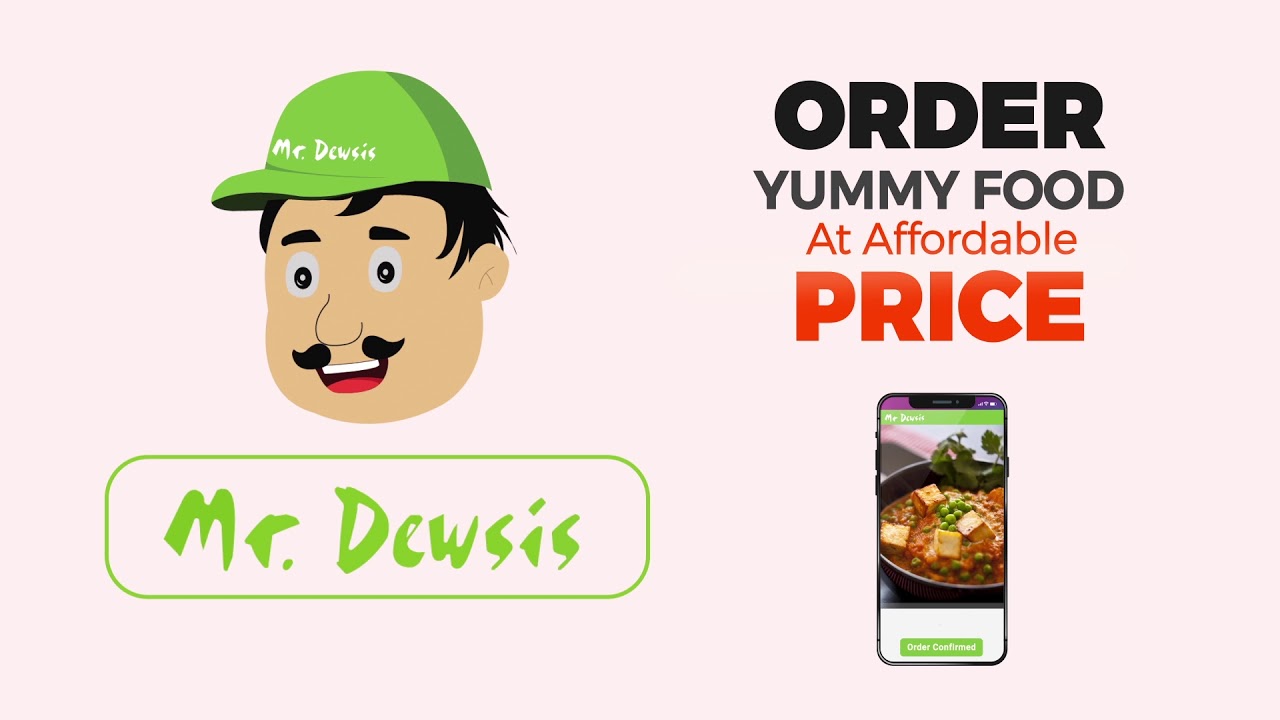 Mr. Dewsis
Mr. Dewsis
ORDER
YUMMY FOOD
At Affordable
PRICE
Mr Dewsis
Order Confirmed